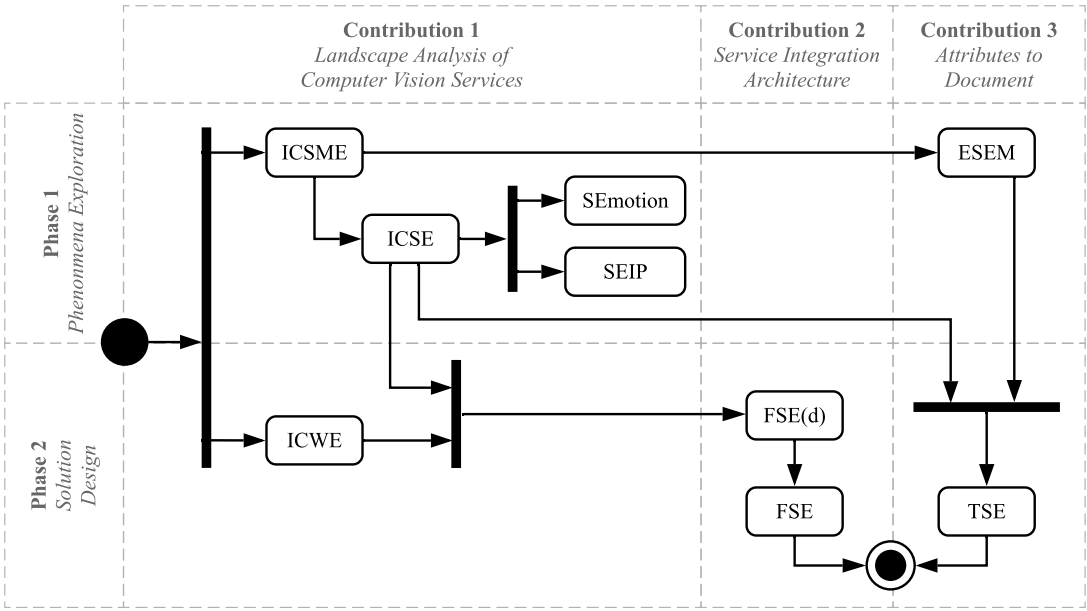 Contribution 1
Landscape Analysis of
Computer Vision Services
Contribution 2
Service Integration
Architecture
Contribution 3
Attributes to
Document
Phase 1
Phenonmena Exploration
ICSME
ESEM
SEmotion
ICSE
SEIP
Phase 2
Solution
Design
FSE(d)
ICWE
FSE
TSE